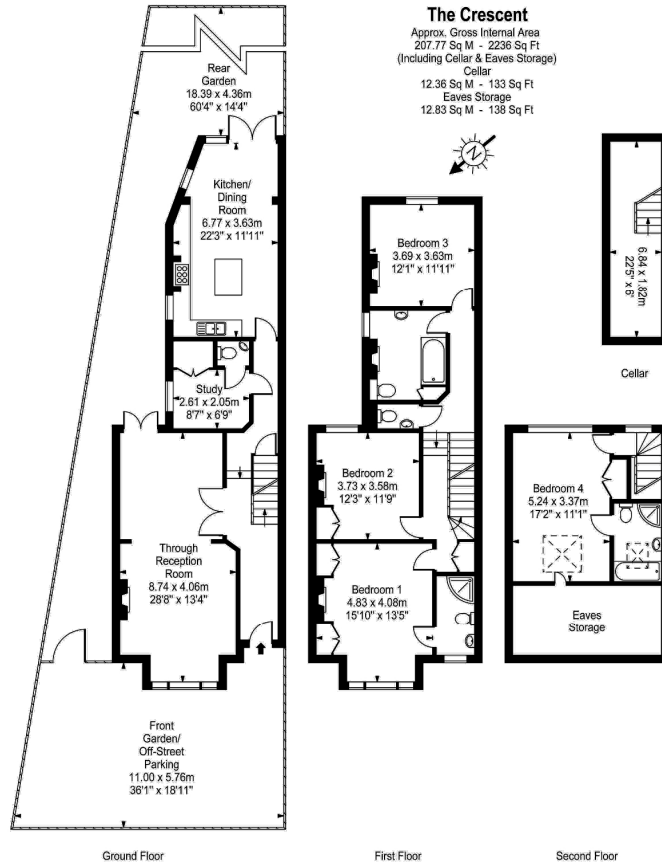 The Crescent
Approx. Gross Internal Area
207.77 Sq M - 2236 Sq Ft
(Including Cellar & Eaves Storage)
Cellar
12.36 Sq M - 133 Sq Ft
Eaves Storage
12.83 Sq M - 138 Sq Ft
N
Rear
Garden
18.39 x 4.36m
60'4" x 14'4"
Kitchen/
Dining
Room
6.77 x 3.63m
22'3" x 11'11"
Study
2.61 x 2.05m
8'7" x 6'9"
Through
Reception
Room
8.74 x 4.06m
28'8" x 13'4"
Front
Garden/
Off-Street
Parking
11.00 x 5.76m
36'1" x 18'11"
Ground Floor
Bedroom 3
3.69 x 3.63m
12'1" x 11'11"
Bedroom 2
3.73 x 3.58m
12'3" x 11'9"
Bedroom 1
4.83 x 4.08m
15'10" x 13'5"
First Floor
6.84 x 1.82m
22'5" x 6'
Cellar
Bedroom 4
5.24 x 3.37m
17'2" x 11'1"
Eaves
Storage
Second Floor